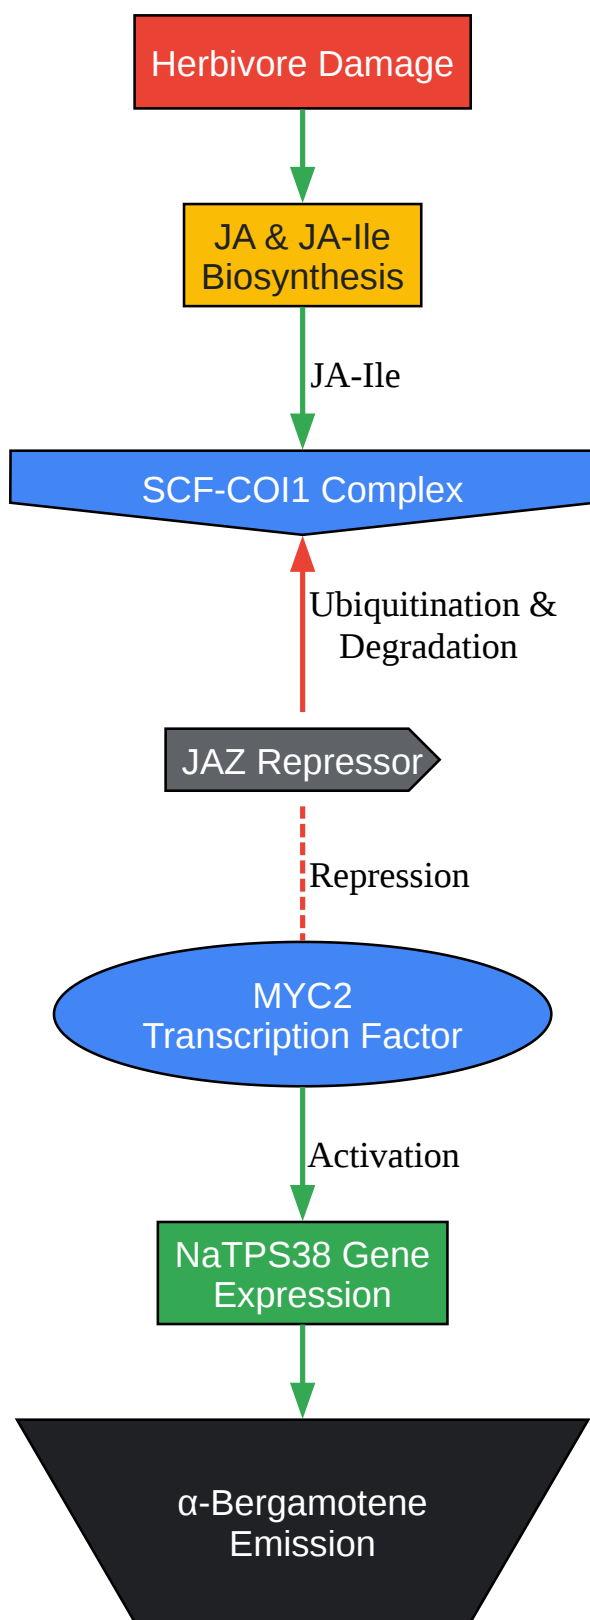 Herbivore Damage
JA & JA-Ile
Biosynthesis
JA-Ile
SCF-COI1 Complex
Ubiquitination &
Degradation
JAZ Repressor
Repression
MYC2
Transcription Factor
Activation
NaTPS38 Gene
Expression
α-Bergamotene
Emission